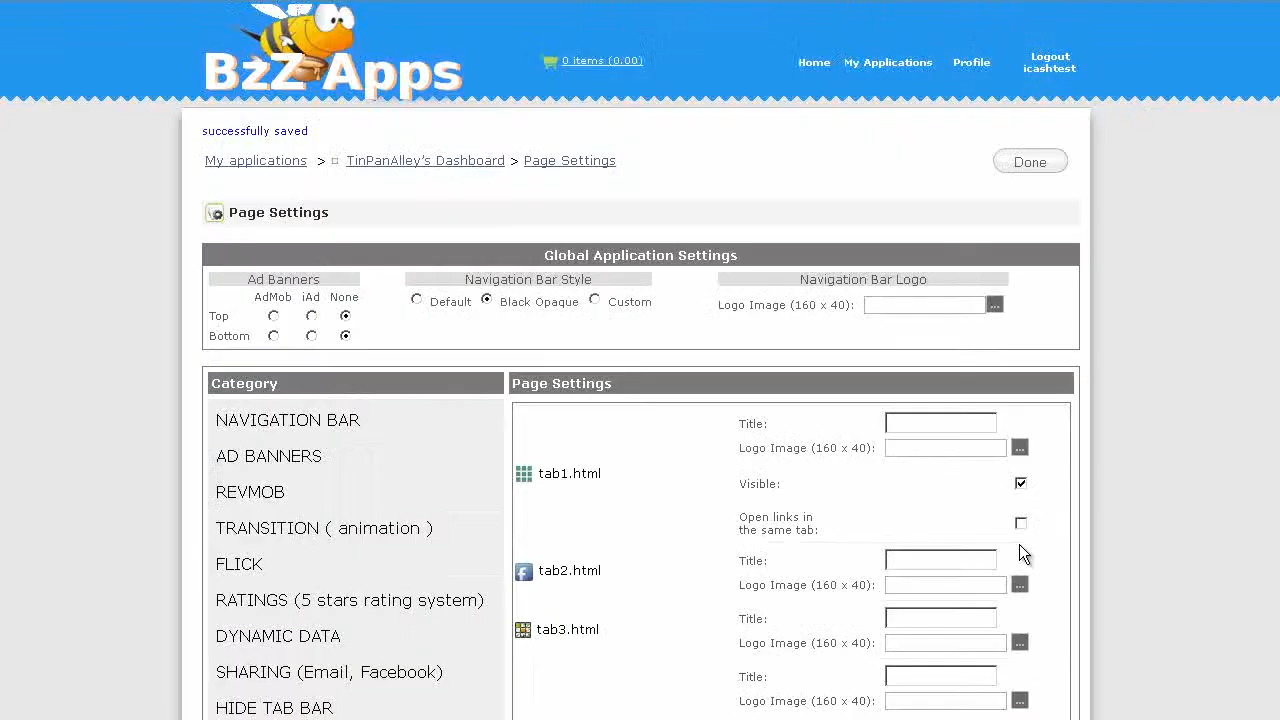 BzZ Apps
0 items (0.00)
Home My Applications Profile Logout icashtest
successfully saved
My applications > TinPanAlley's Dashboard > Page Settings
Done
Page Settings
Global Application Settings
Ad Banners Navigation Bar Style Navigation Bar Logo
AdMob iAd None
Default Black Opaque Custom
Logo Image (160 x 40): ...
Top
Bottom
Category
Page Settings
NAVIGATION BAR
AD BANNERS
REVMOB
TRANSITION ( animation )
FLICK
RATINGS (5 stars rating system)
DYNAMIC DATA
SHARING (Email, Facebook)
HIDE TAB BAR
Title:
Logo Image (160 x 40): ...
tab1.html
Visible:
Open links in
the same tab:
Title:
tab2.html
Logo Image (160 x 40): ...
Title:
tab3.html
Logo Image (160 x 40): ...
Title:
Logo Image (160 x 40): ...